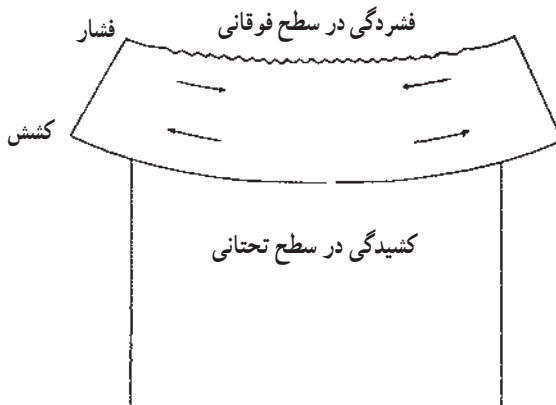 فشردگی در سطح فوقانی
فشار
کشش
کشیدگی در سطح تحتانی